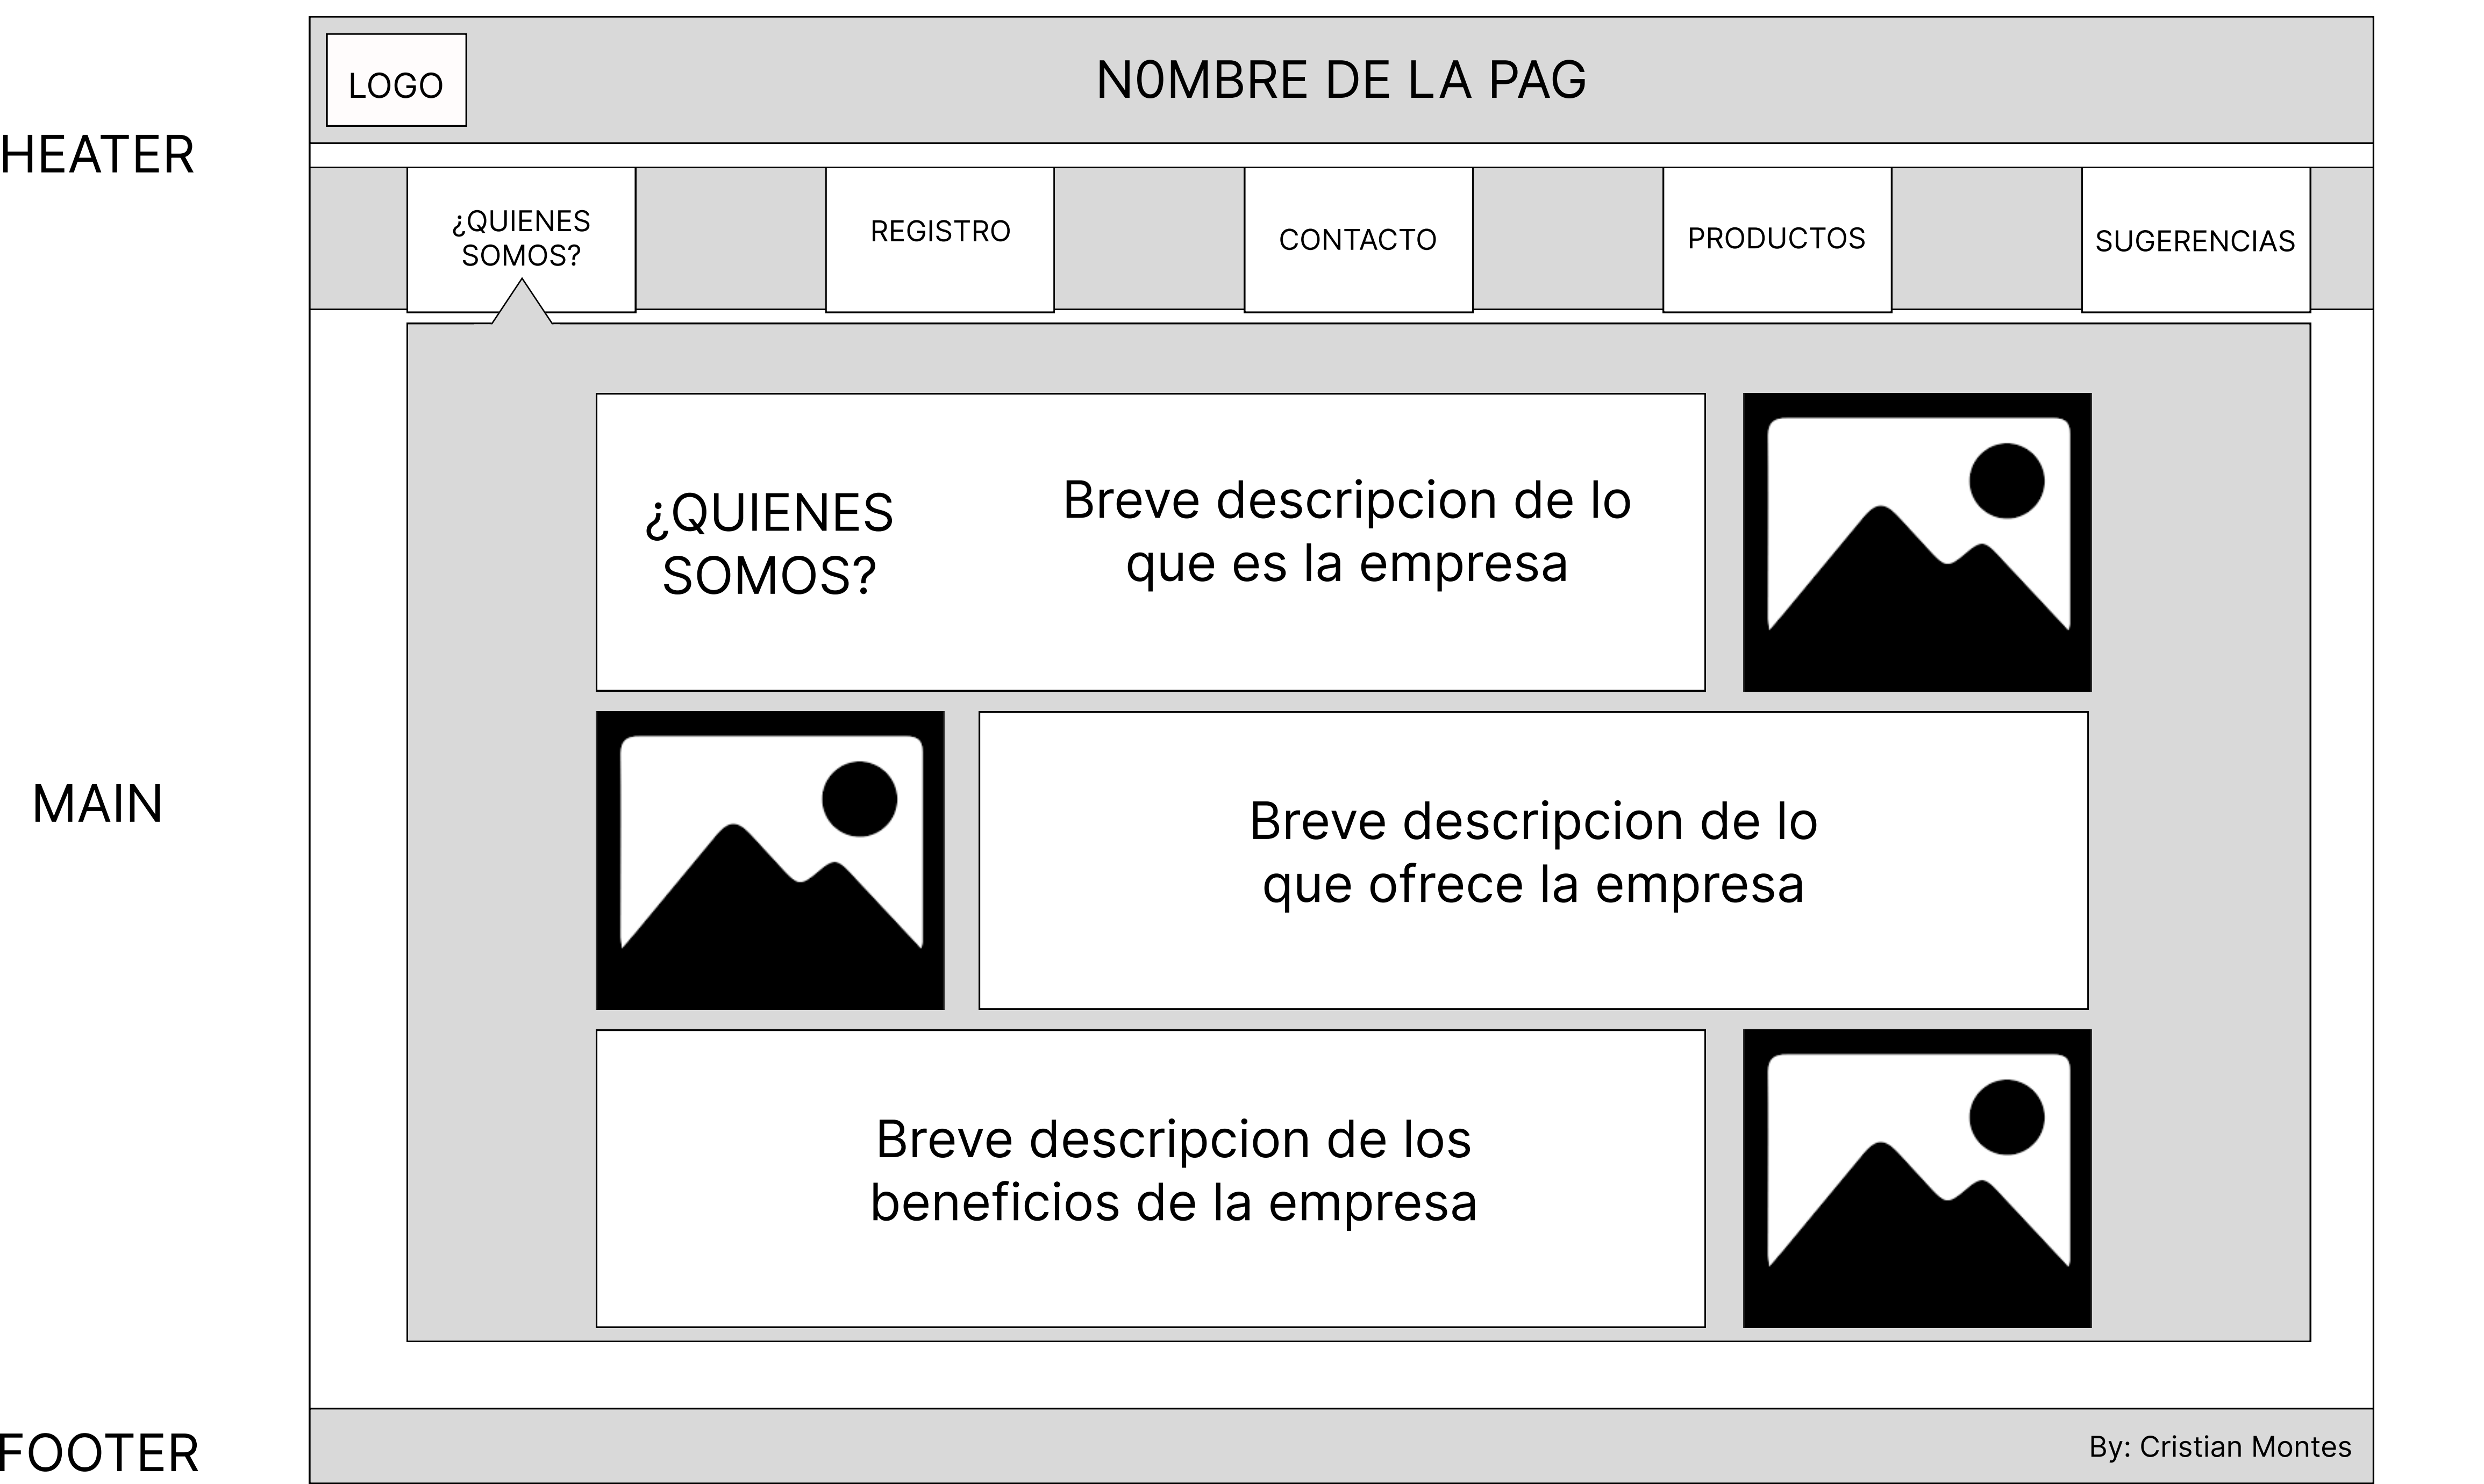 LOGO
N0MBRE DE LA PAG
HEATER
¿QUIENES
SOMOS?
REGISTRO
CONTACTO
PRODUCTOS
SUGERENCIAS
¿QUIENES
SOMOS?
Breve descripcion de lo
que es la empresa
MAIN
Breve descripcion de lo
que ofrece la empresa
Breve descripcion de los
beneficios de la empresa
FOOTER
By: Cristian Montes